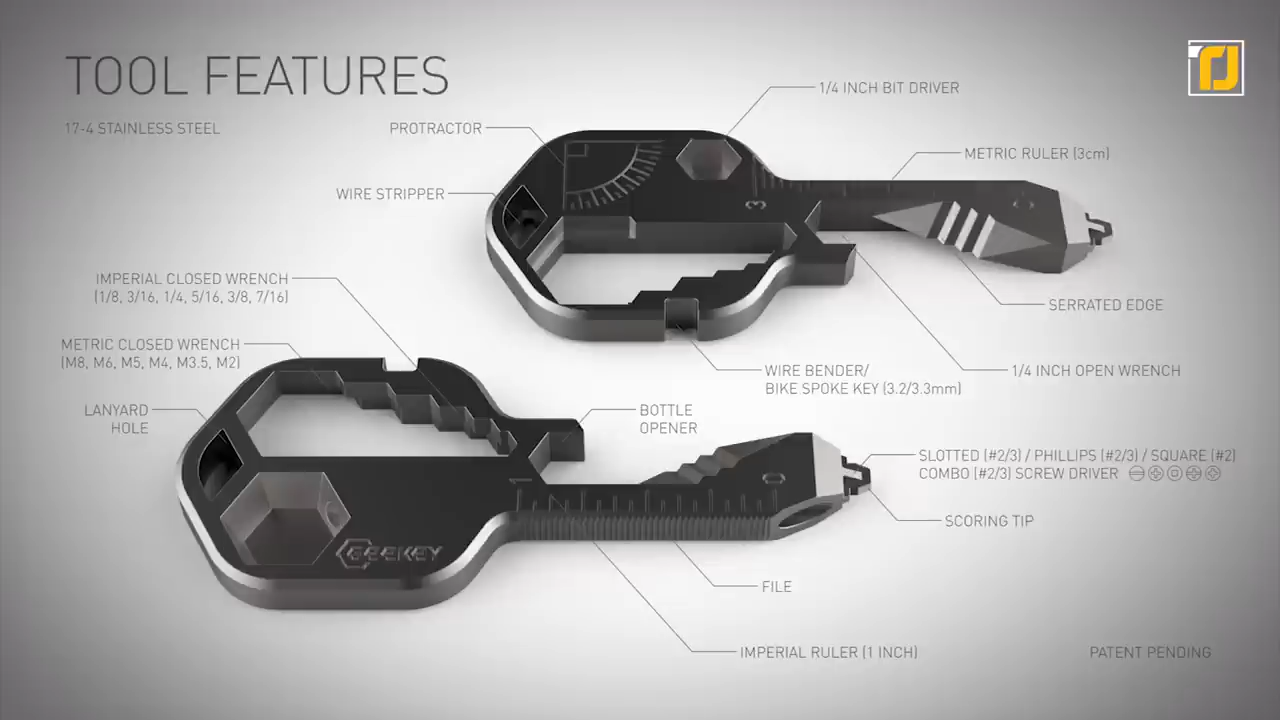 TOOL FEATURES
17-4 STAINLESS STEEL
1/4 INCH BIT DRIVER
PROTRACTOR
METRIC RULER (3cm)
WIRE STRIPPER
3
0
IMPERIAL CLOSED WRENCH
(1/8, 3/16, 1/4, 5/16, 3/8, 7/16)
SERRATED EDGE
METRIC CLOSED WRENCH
(M8, M6, M5, M4, M3.5, M2)
WIRE BENDER/
BIKE SPOKE KEY (3.2/3.3mm)
1/4 INCH OPEN WRENCH
LANYARD
HOLE
BOTTLE
OPENER
SLOTTED (#2/3) / PHILLIPS (#2/3) / SQUARE (#2)
COMBO (#2/3) SCREW DRIVER
1
0
SCORING TIP
GEEKEY
FILE
IMPERIAL RULER (1 INCH)
PATENT PENDING